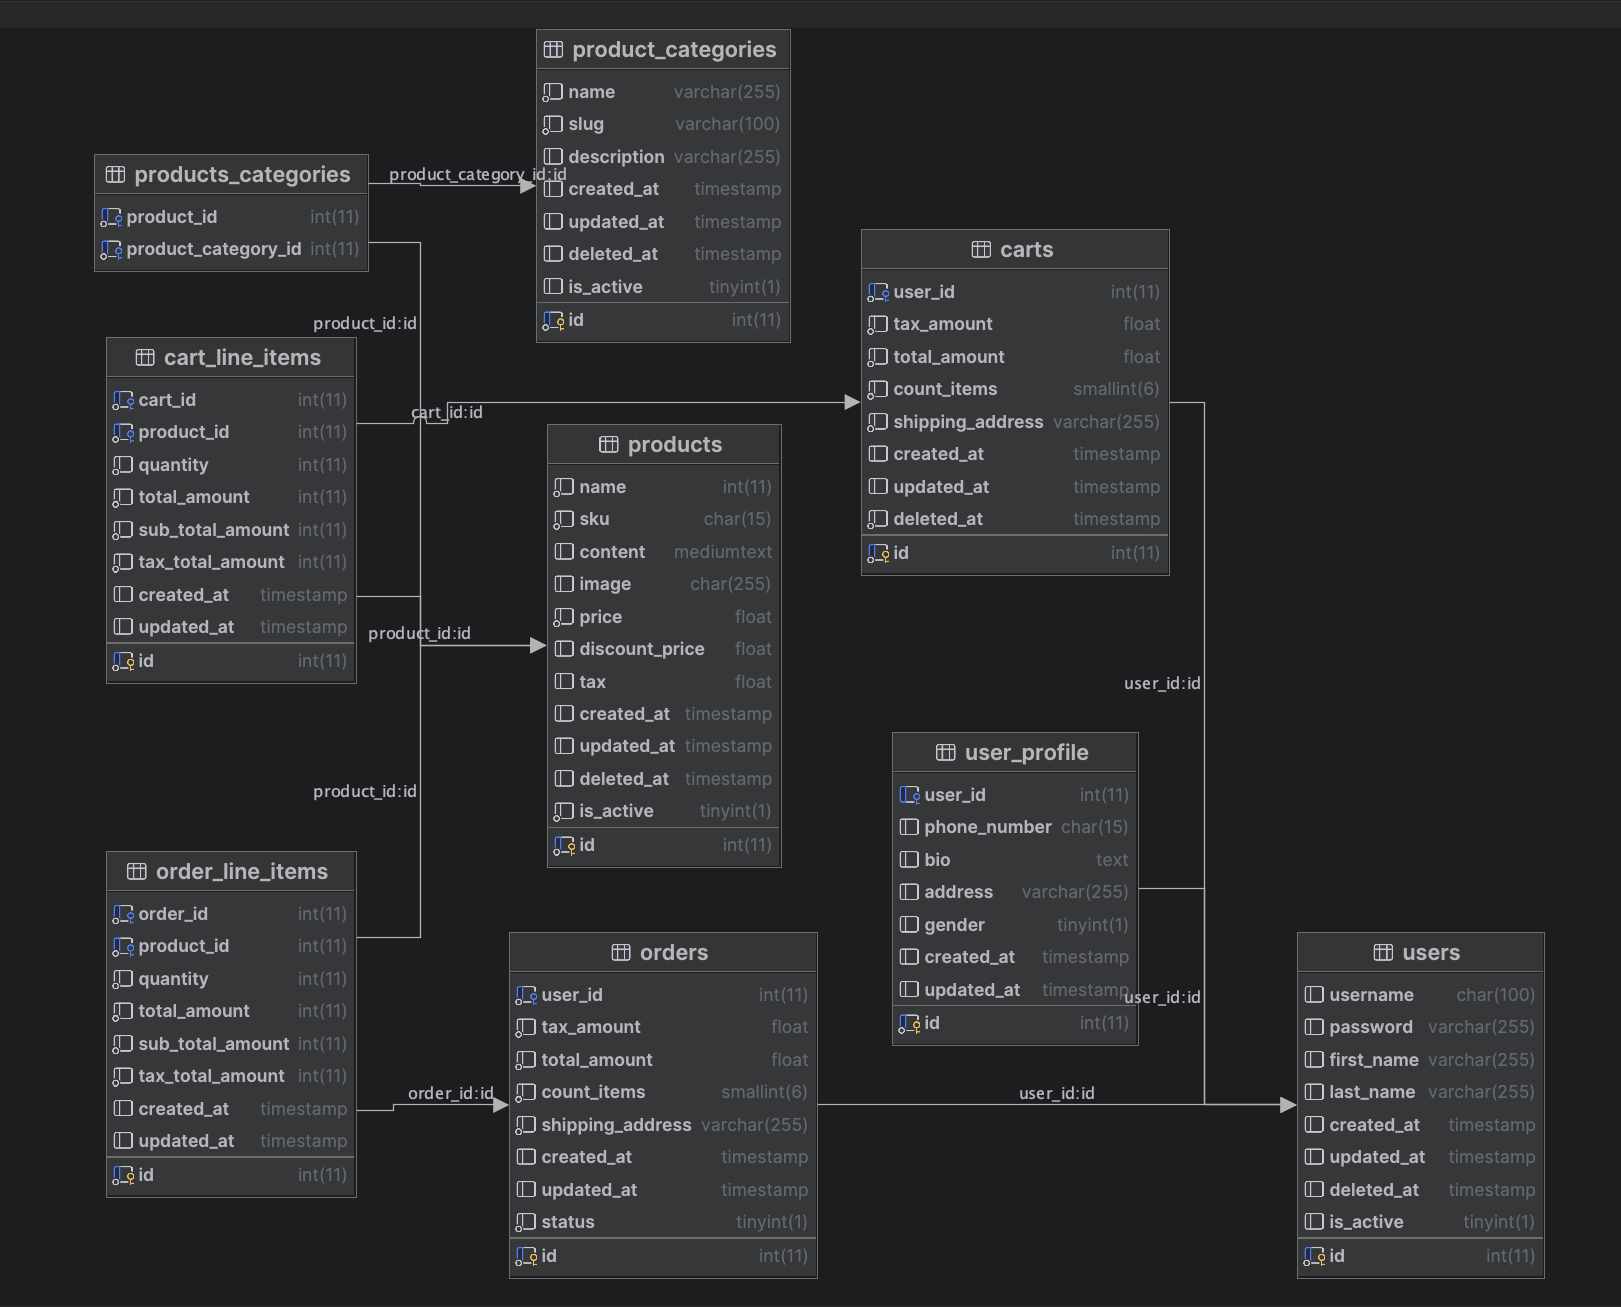 product_categories
name varchar(255)
slug varchar(100)
description varchar(255)
created_at timestamp
updated_at timestamp
deleted_at timestamp
is_active tinyint(1)
id int(11)
products_categories
product_id int(11)
product_category_id int(11)
product_category_id:id
product_id:id
cart_line_items
cart_id int(11)
product_id int(11)
quantity int(11)
total_amount int(11)
sub_total_amount int(11)
tax_total_amount int(11)
created_at timestamp
updated_at timestamp
id int(11)
cart_id:id
product_id:id
carts
user_id int(11)
tax_amount float
total_amount float
count_items smallint(6)
shipping_address varchar(255)
created_at timestamp
updated_at timestamp
deleted_at timestamp
id int(11)
products
name int(11)
sku char(15)
content mediumtext
image char(255)
price float
discount_price float
tax float
created_at timestamp
updated_at timestamp
deleted_at timestamp
is_active tinyint(1)
id int(11)
user_id:id
product_id:id
user_profile
user_id int(11)
phone_number char(15)
bio text
address varchar(255)
gender tinyint(1)
created_at timestamp
updated_at timestamp
id int(11)
user_id:id
order_line_items
order_id int(11)
product_id int(11)
quantity int(11)
total_amount int(11)
sub_total_amount int(11)
tax_total_amount int(11)
created_at timestamp
updated_at timestamp
id int(11)
order_id:id
orders
user_id int(11)
tax_amount float
total_amount float
count_items smallint(6)
shipping_address varchar(255)
created_at timestamp
updated_at timestamp
status tinyint(1)
id int(11)
user_id:id
users
username char(100)
password varchar(255)
first_name varchar(255)
last_name varchar(255)
created_at timestamp
updated_at timestamp
deleted_at timestamp
is_active tinyint(1)
id int(11)